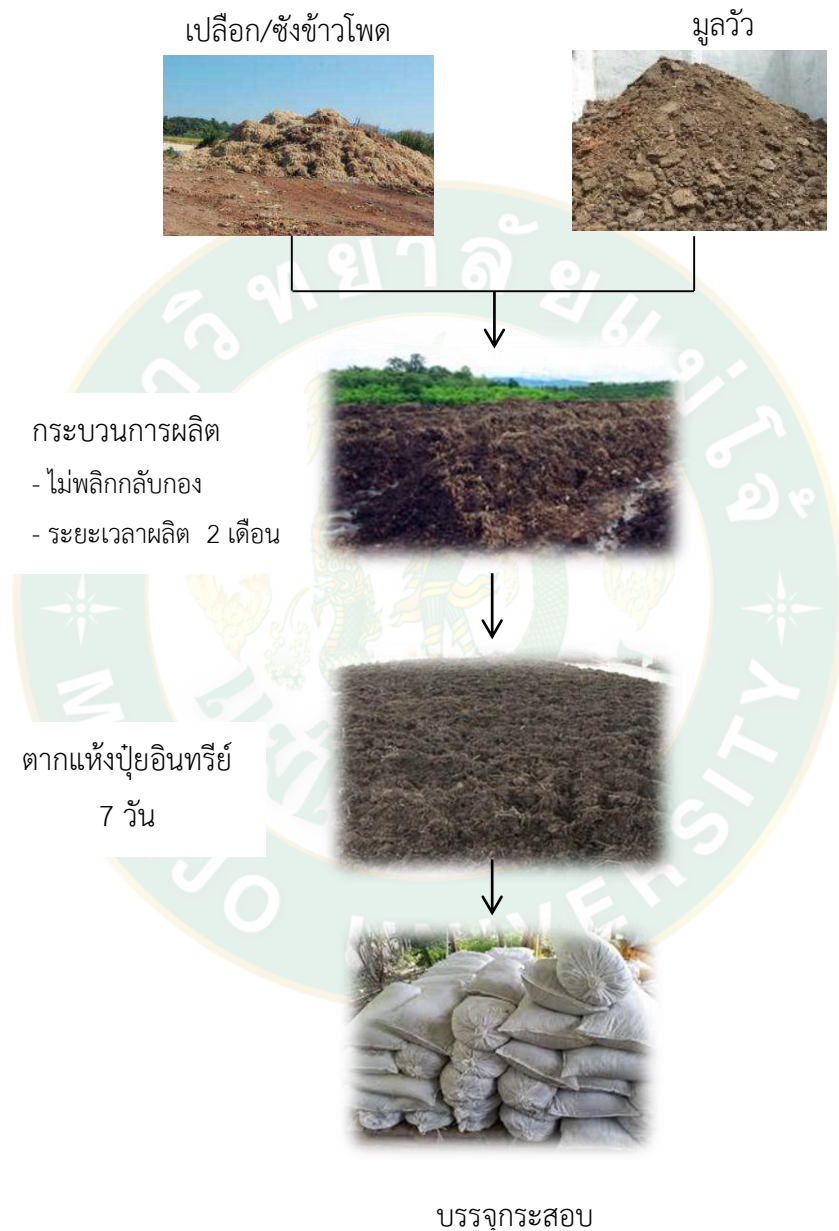 เปลือก/ซังข้าวโพด
มูลวัว
กระบวนการผลิต
- ไม่พลิกกลับกอง
- ระยะเวลาผลิต 2 เดือน
ตากแห้งปุ๋ยอินทรีย์
7 วัน
บรรจุกระสอบ